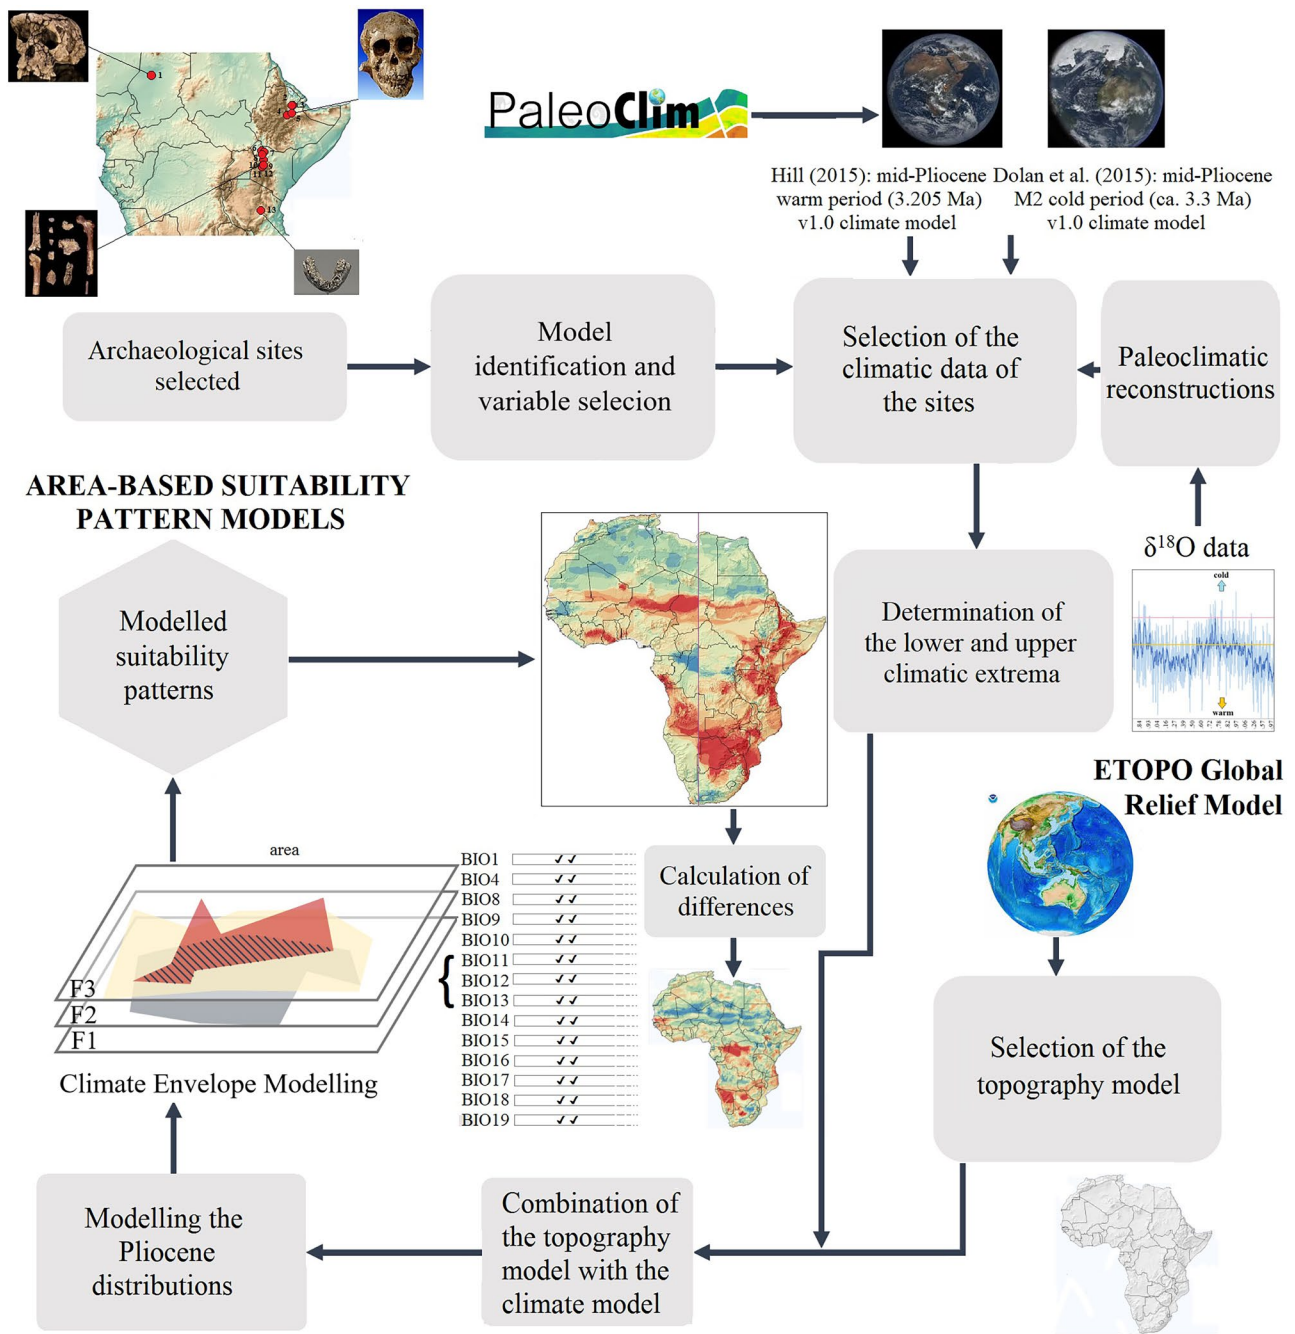 1
13
PaleoClim
Hill (2015): mid-Pliocene
warm period (3.205 Ma)
v1.0 climate model
Dolan et al. (2015): mid-Pliocene
M2 cold period (ca. 3.3 Ma)
v1.0 climate model
Archaeological sites
selected
Model
identification and
variable selecion
Selection of the
climatic data of
the sites
Paleoclimatic
reconstructions
δ18O data
cold
warm
AREA-BASED SUITABILITY
PATTERN MODELS
Modelled
suitability
patterns
Determination of
the lower and upper
climatic extrema
ETOPO Global
Relief Model
area
F3
F2
F1
Climate Envelope Modelling
BIO1
BIO4
BIO8
BIO9
BIO10
BIO11
BIO12
BIO13
BIO14
BIO15
BIO16
BIO17
BIO18
BIO19
Calculation of
differences
Selection of the
topography model
Modelling the
Pliocene
distributions
Combination of
the topography
model with the
climate model